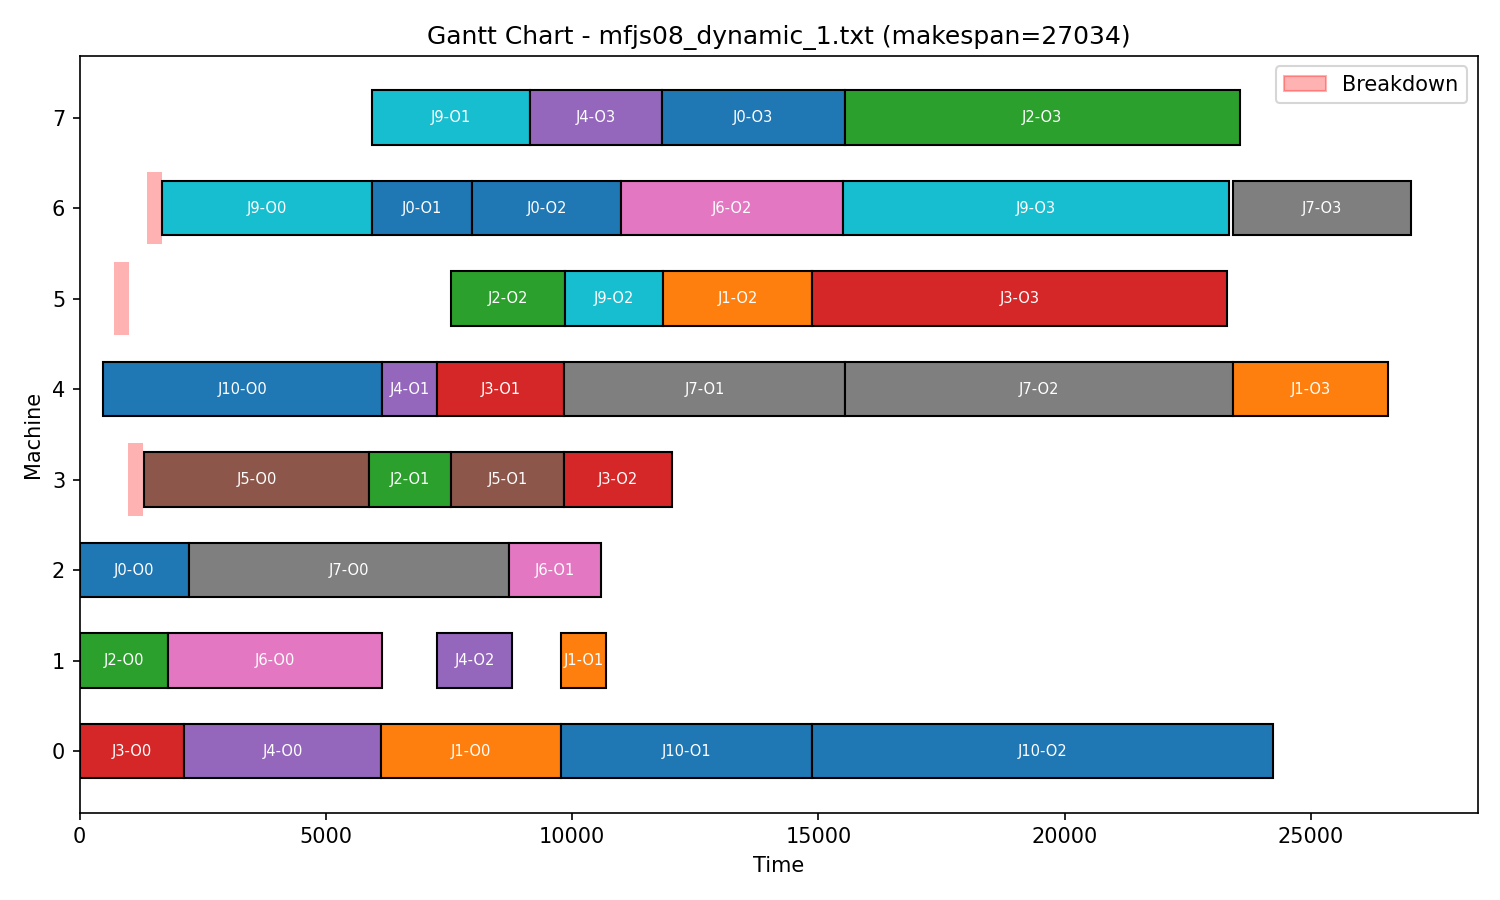 Gantt Chart - mfjs08_dynamic_1.txt (makespan=27034)
Breakdown
7
J9-O1 J4-O3 J0-O3 J2-O3
6
J9-O0 J0-O1 J0-O2 J6-O2 J9-O3 J7-O3
5
J2-O2 J9-O2 J1-O2 J3-O3
4
J10-O0 J4-O1 J3-O1 J7-O1 J7-O2 J1-O3
3
J5-O0 J2-O1 J5-O1 J3-O2
2
J0-O0 J7-O0 J6-O1
1
J2-O0 J6-O0 J4-O2 J1-O1
0
J3-O0 J4-O0 J1-O0 J10-O1 J10-O2
Machine
0 5000 10000 15000 20000 25000
Time